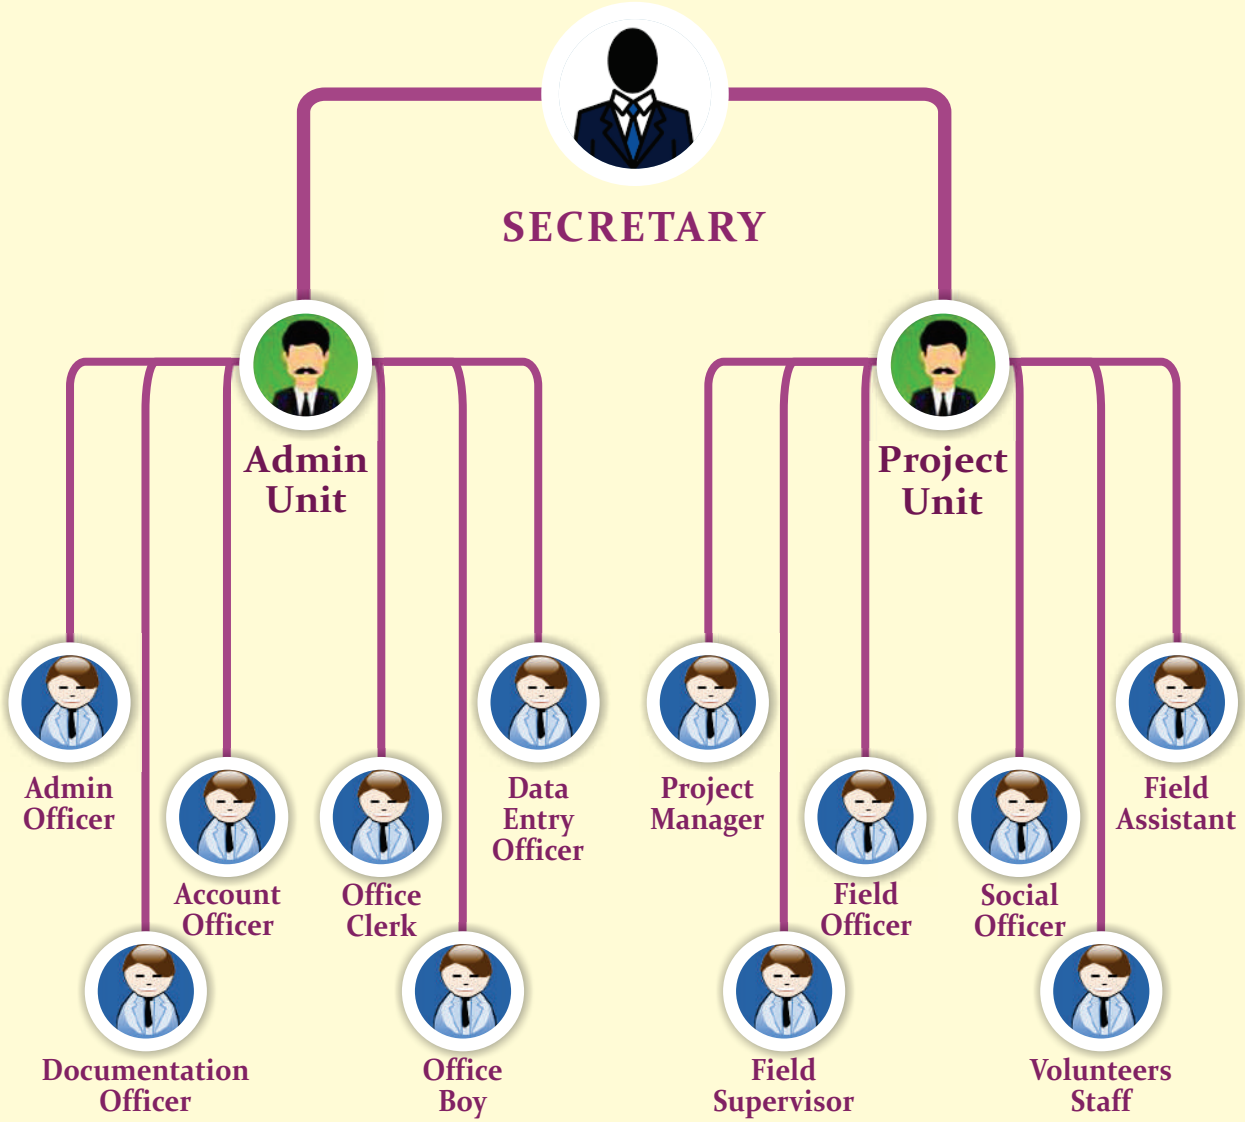 SECRETARY
Admin
Unit
Project
Unit
Admin
Officer
Data
Entry
Officer
Project
Manager
Field
Assistant
Account
Officer
Office
Clerk
Field
Officer
Social
Officer
Documentation
Officer
Office
Boy
Field
Supervisor
Volunteers
Staff